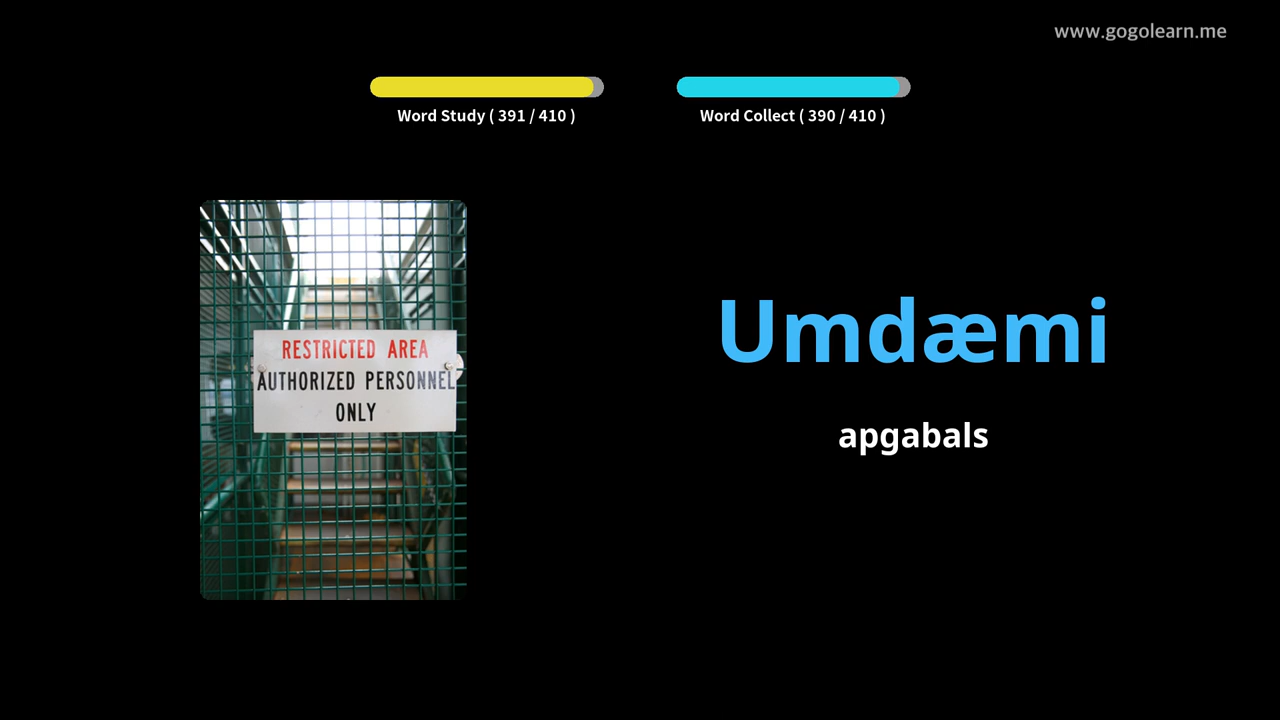 www.gogolearn.me
Word Study ( 391 / 410 )
Word Collect ( 390 / 410 )
RESTRICTED AREA
AUTHORIZED PERSONNEL
ONLY
Umdæmi
apgabals